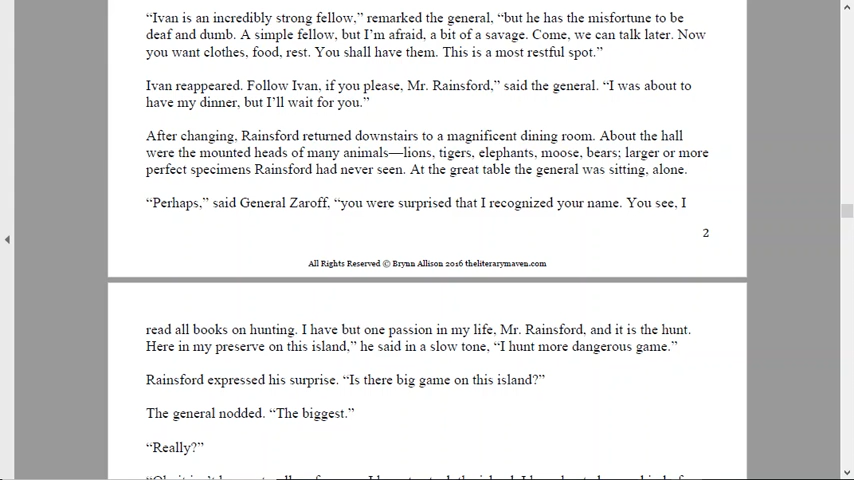 “Ivan is an incredibly strong fellow,” remarked the general, “but he has the misfortune to be
deaf and dumb. A simple fellow, but I’m afraid, a bit of a savage. Come, we can talk later. Now
you want clothes, food, rest. You shall have them. This is a most restful spot.”
Ivan reappeared. Follow Ivan, if you please, Mr. Rainsford,” said the general. “I was about to
have my dinner, but I’ll wait for you.”
After changing, Rainsford returned downstairs to a magnificent dining room. About the hall
were the mounted heads of many animals—lions, tigers, elephants, moose, bears; larger or more
perfect specimens Rainsford had never seen. At the great table the general was sitting, alone.
“Perhaps,” said General Zaroff, “you were surprised that I recognized your name. You see, I
2
All Rights Reserved © Brynn Allison 2016 theliterarymaven.com
read all books on hunting. I have but one passion in my life, Mr. Rainsford, and it is the hunt.
Here in my preserve on this island,” he said in a slow tone, “I hunt more dangerous game.”
Rainsford expressed his surprise. “Is there big game on this island?”
The general nodded. “The biggest.”
“Really?”